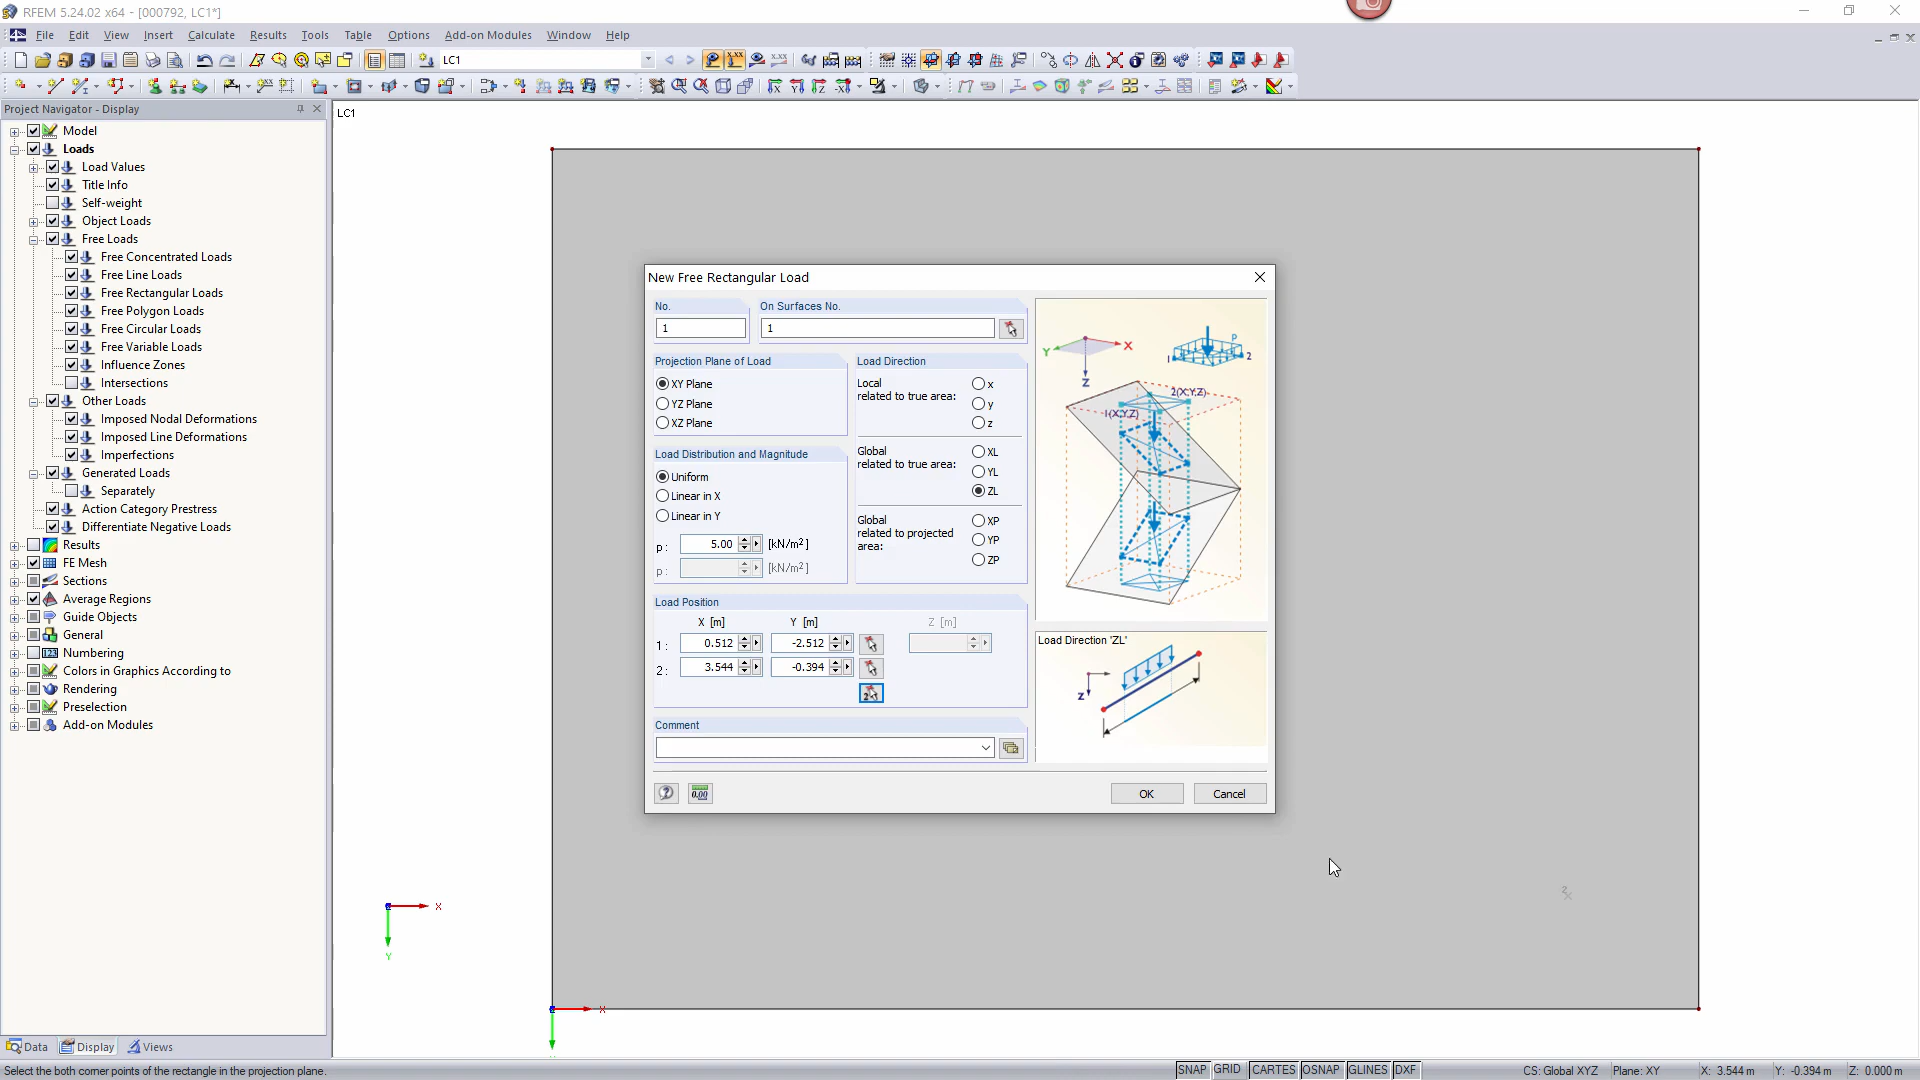 RFEM 5.24.02 x64 - [000792, LC1*]
File Edit View Insert Calculate Results Tools Table Options Add-on Modules Window Help
LC1
Project Navigator - Display
Model
Loads
Load Values
Title Info
Self-weight
Object Loads
Free Loads
Free Concentrated Loads
Free Line Loads
Free Rectangular Loads
Free Polygon Loads
Free Circular Loads
Free Variable Loads
Influence Zones
Intersections
Other Loads
Imposed Nodal Deformations
Imposed Line Deformations
Imperfections
Generated Loads
Separately
Action Category Prestress
Differentiate Negative Loads
Results
FE Mesh
Sections
Average Regions
Guide Objects
General
Numbering
Colors in Graphics According to
Rendering
Preselection
Add-on Modules
Data Display Views
LC1
New Free Rectangular Load
No.
1
On Surfaces No.
1
Projection Plane of Load
XY Plane
YZ Plane
XZ Plane
Load Direction
Local
related to true area:
x
y
z
Global
related to true area:
XL
YL
ZL
Global
related to projected
area:
XP
YP
ZP
Load Distribution and Magnitude
Uniform
Linear in X
Linear in Y
p : 5.00 [kN/m²]
p : [kN/m²]
Load Position
X [m] Y [m] Z [m]
1 : 0.512 -2.512
2 : 3.544 -0.394
Comment
OK Cancel
Y X Z
p 1 2
2(X,Y,Z)
1(X,Y,Z)
Load Direction 'ZL'
Z
X
Y
X
Select the both corner points of the rectangle in the projection plane.
SNAP GRID CARTES OSNAP GLINES DXF
CS: Global XYZ Plane: XY X: 3.544 m Y: -0.394 m Z: 0.000 m